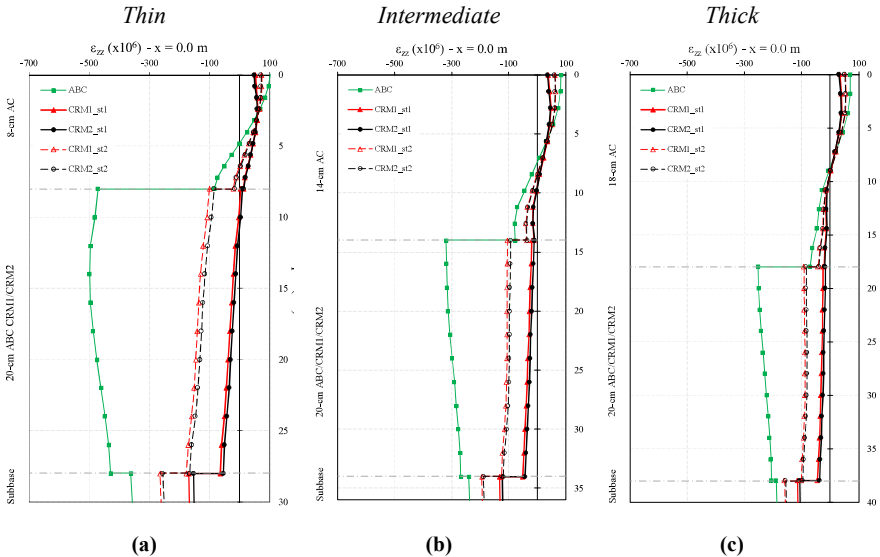 Thin
Intermediate
Thick
εzz (x10⁶) - x = 0.0 m
-700 -500 -300 -100 100
0
5
10
15
20
25
30
ABC
CRM1_st1
CRM2_st1
CRM1_st2
CRM2_st2
8-cm AC
20-cm ABC CRM1/CRM2
Subbase
(a)
εzz (x10⁶) - x = 0.0 m
-700 -500 -300 -100 100
0
5
10
15
20
25
30
35
ABC
CRM1_st1
CRM2_st1
CRM1_st2
CRM2_st2
14-cm AC
20-cm ABC/CRM1/CRM2
Subbase
(b)
εzz (x10⁶) - x = 0.0 m
-700 -500 -300 -100 100
0
5
10
15
20
25
30
35
40
ABC
CRM1_st1
CRM2_st1
CRM1_st2
CRM2_st2
18-cm AC
20-cm ABC/CRM1/CRM2
Subbase
(c)